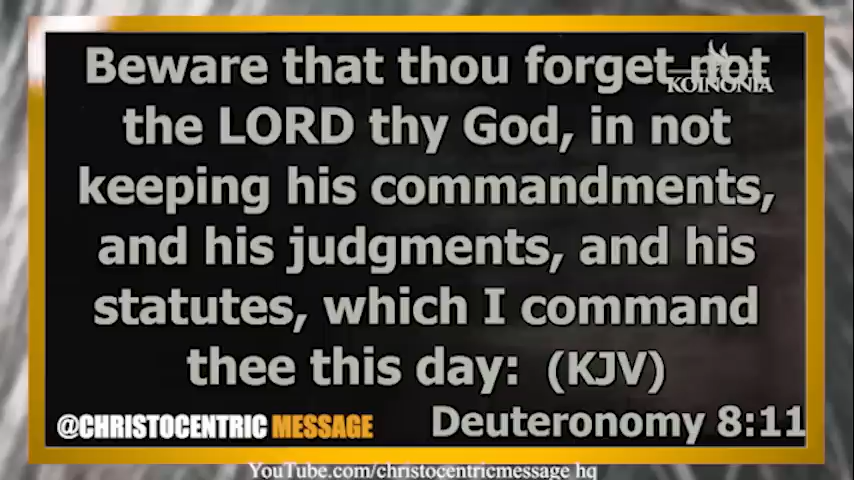 Beware that thou forget not
KOINONIA
the LORD thy God, in not
keeping his commandments,
and his judgments, and his
statutes, which I command
thee this day: (KJV)
@CHRISTOCENTRIC MESSAGE
Deuteronomy 8:11
YouTube.com/christocentricmessage hq